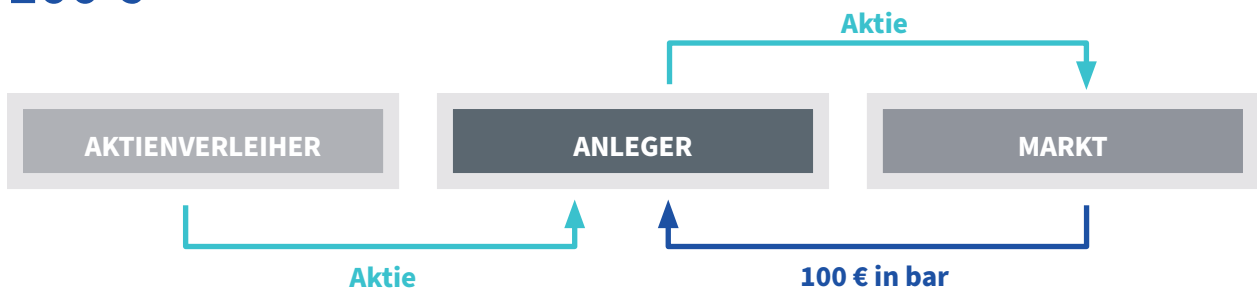 Aktie
AKTIENVERLEIHER
ANLEGER
MARKT
Aktie
100 € in bar